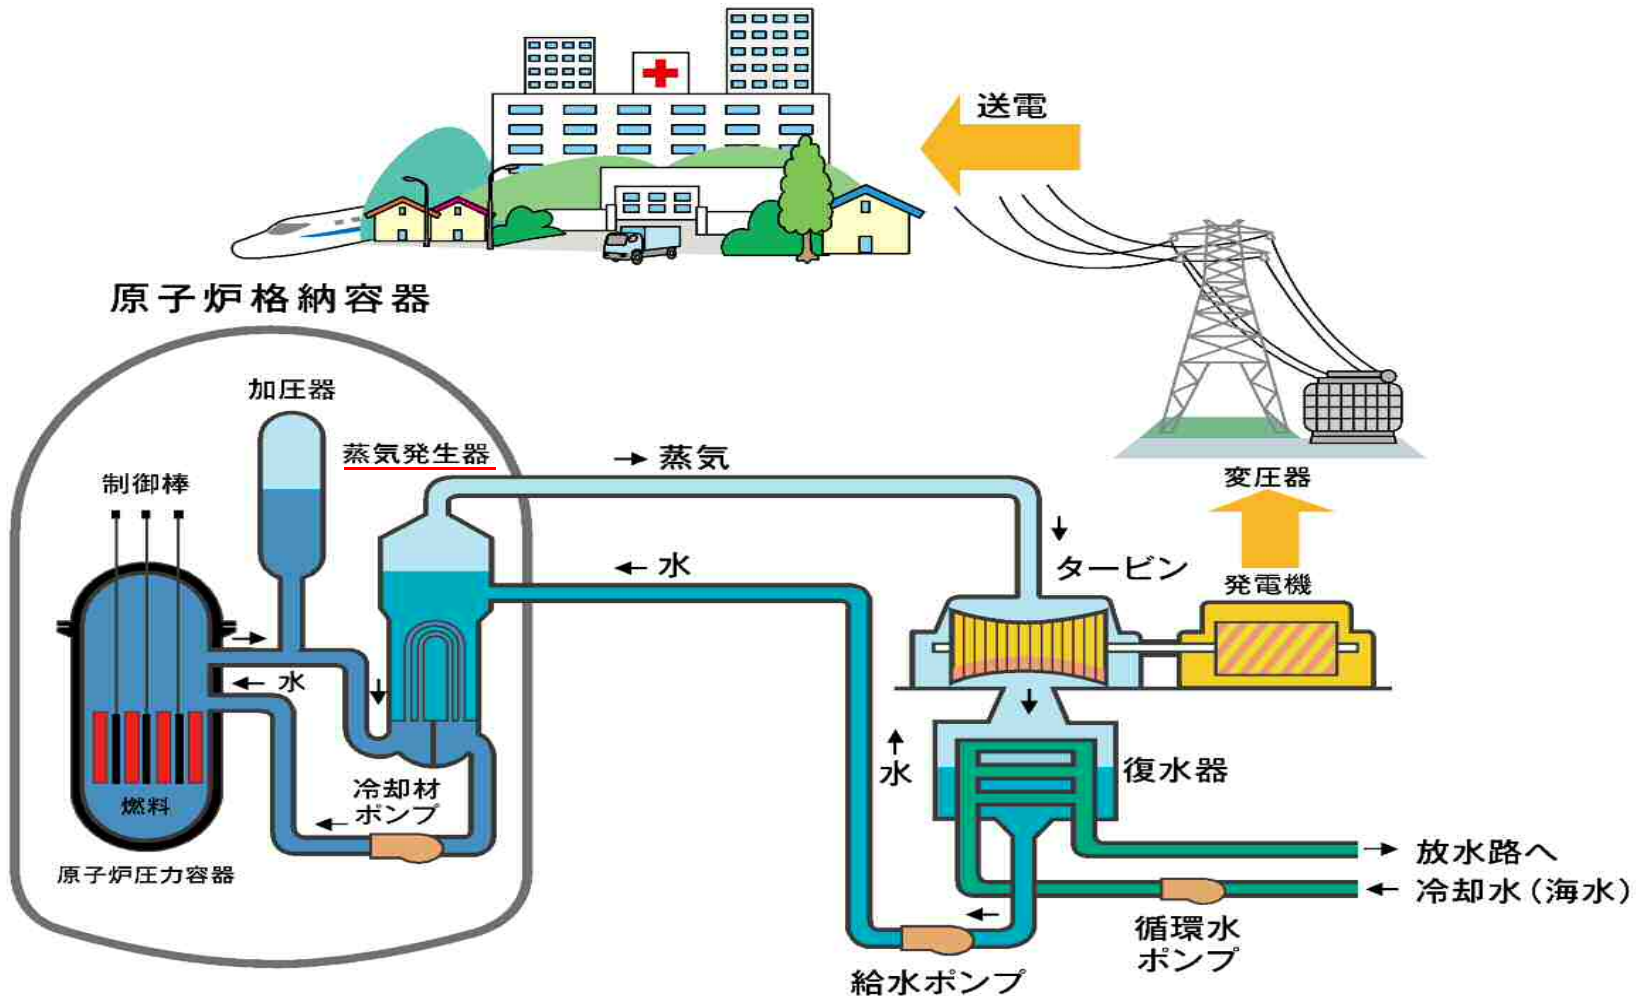 送電
原子炉格納容器
加圧器
蒸気発生器
→蒸気
制御棒
変圧器
←水
タービン
発電機
水
水
復水器
冷却材
ポンプ
燃料
原子炉圧力容器
放水路へ
冷却水(海水)
循環水
ポンプ
給水ポンプ